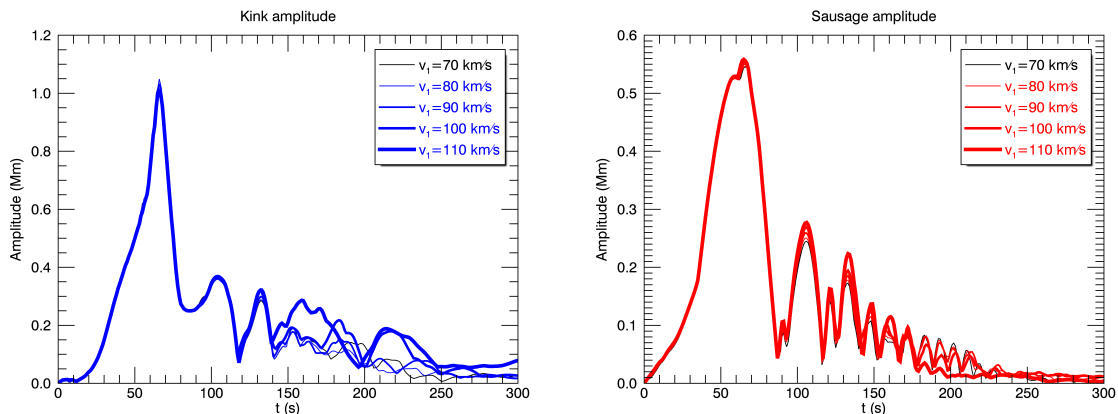 Kink amplitude
1.2
1.0
0.8
0.6
0.4
0.2
0.0
Amplitude (Mm)
0 50 100 150 200 250 300
t (s)
v1=70 km/s
v1=80 km/s
v1=90 km/s
v1=100 km/s
v1=110 km/s
Sausage amplitude
0.6
0.5
0.4
0.3
0.2
0.1
0.0
Amplitude (Mm)
0 50 100 150 200 250 300
t (s)
v1=70 km/s
v1=80 km/s
v1=90 km/s
v1=100 km/s
v1=110 km/s